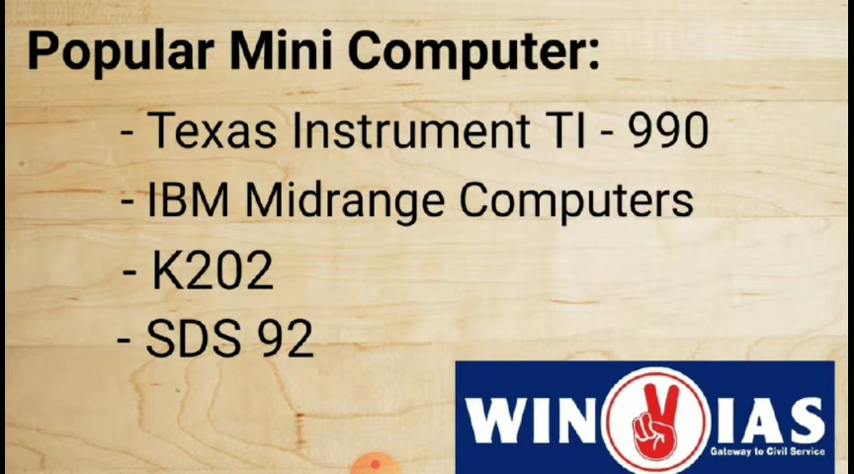 Popular Mini Computer:
- Texas Instrument TI - 990
- IBM Midrange Computers
- K202
- SDS 92
WIN IAS
Gateway to Civil Service